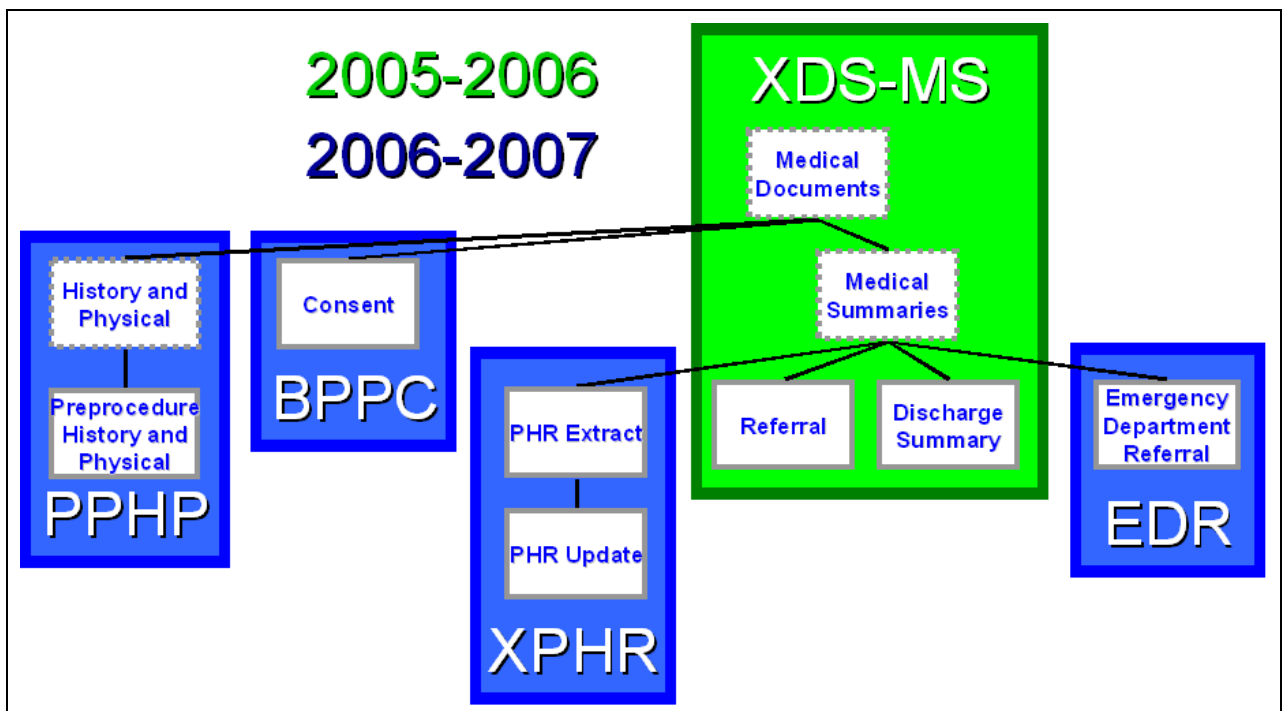 2005-2006
2006-2007
XDS-MS
Medical
Documents
Medical
Summaries
Referral
Discharge
Summary
History and
Physical
Preprocedure
History and
Physical
PPHP
Consent
BPPC
PHR Extract
PHR Update
XPHR
Emergency
Department
Referral
EDR